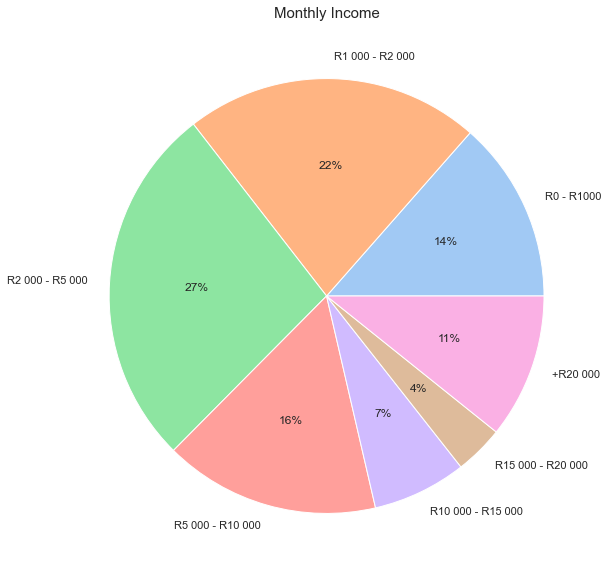 Monthly Income
R1 000 - R2 000
22%
R0 - R1000
14%
R2 000 - R5 000
27%
11%
+R20 000
4%
7%
16%
R15 000 - R20 000
R10 000 - R15 000
R5 000 - R10 000